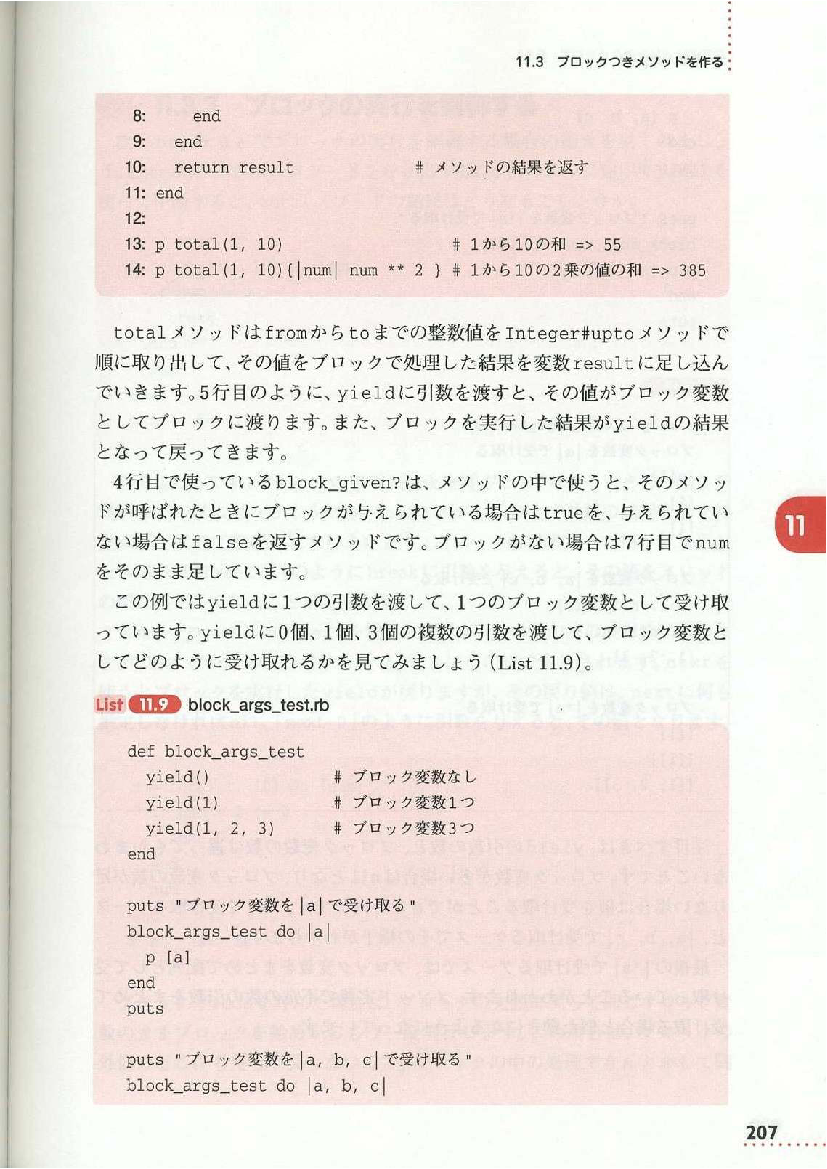 11.3 ブロックつきメソッドを作る
8:     end
9:   end
10:   return result             # メソッドの結果を返す
11: end
12:
13: p total(1, 10)                  # 1から10の和 => 55
14: p total(1, 10){|num| num ** 2 } # 1から10の2乗の値の和 => 385
totalメソッドはfromからtoまでの整数値をInteger#uptoメソッドで
順に取り出して、その値をブロックで処理した結果を変数resultに足し込ん
でいきます。5行目のように、yieldに引数を渡すと、その値がブロック変数
としてブロックに渡ります。また、ブロックを実行した結果がyieldの結果
となって戻ってきます。
4行目で使っているblock_given?は、メソッドの中で使うと、そのメソッ
ドが呼ばれたときにブロックが与えられている場合はtrueを、与えられてい
ない場合はfalseを返すメソッドです。ブロックがない場合は7行目でnum
をそのまま足しています。
この例ではyieldに1つの引数を渡して、1つのブロック変数として受け取
っています。yieldに0個、1個、3個の複数の引数を渡して、ブロック変数と
してどのように受け取れるかを見てみましょう(List 11.9)。
11
List 11.9 block_args_test.rb
def block_args_test
  yield()             # ブロック変数なし
  yield(1)            # ブロック変数1つ
  yield(1, 2, 3)      # ブロック変数3つ
end
puts "ブロック変数を|a|で受け取る"
block_args_test do |a|
  p [a]
end
puts
puts "ブロック変数を|a, b, c|で受け取る"
block_args_test do |a, b, c|
207